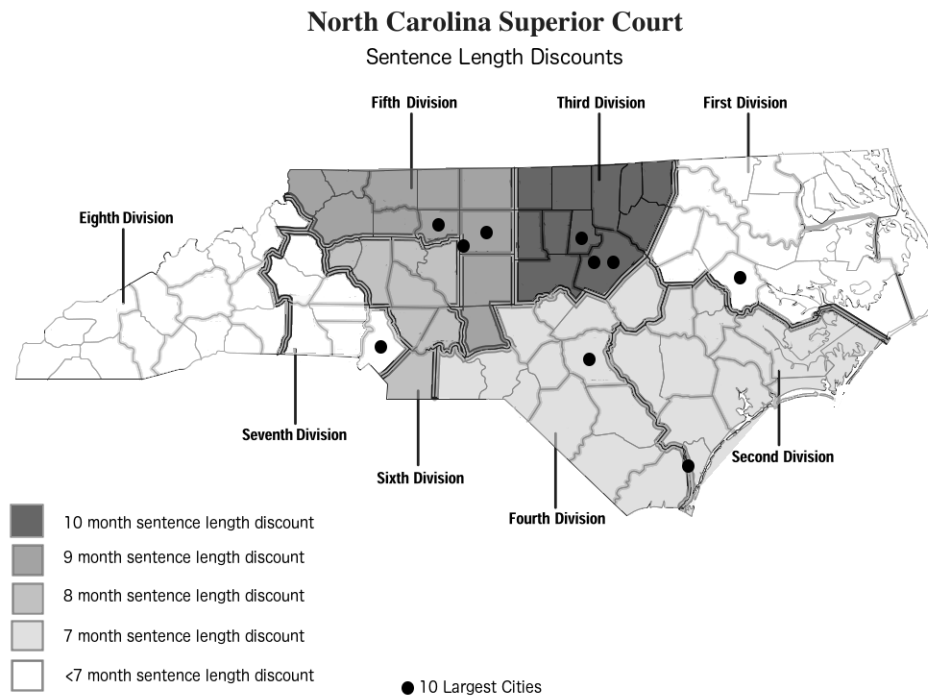 North Carolina Superior Court
Sentence Length Discounts
Fifth Division
Third Division
First Division
Eighth Division
Seventh Division
Sixth Division
Second Division
Fourth Division
10 month sentence length discount
9 month sentence length discount
8 month sentence length discount
7 month sentence length discount
<7 month sentence length discount
10 Largest Cities